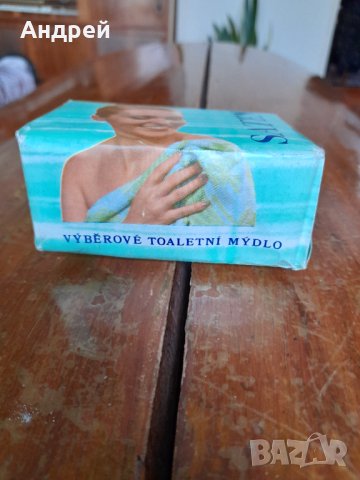 Андрей
VÝBĚROVÉ TOALETNÍ MÝDLO
BAZAR